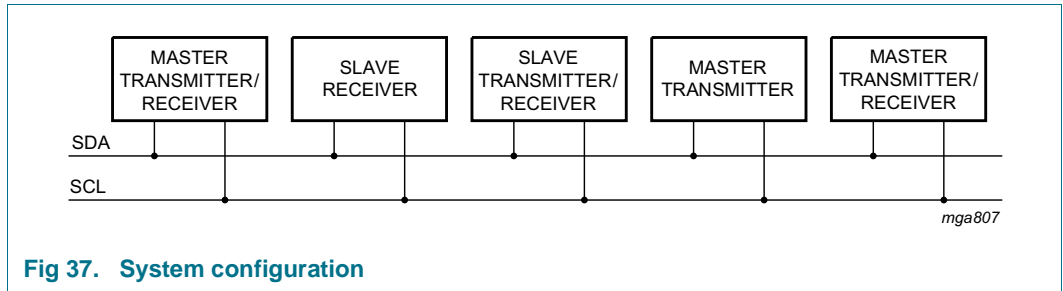 MASTER
TRANSMITTER/
RECEIVER
SLAVE
RECEIVER
SLAVE
TRANSMITTER/
RECEIVER
MASTER
TRANSMITTER
MASTER
TRANSMITTER/
RECEIVER
SDA
SCL
mga807
Fig 37. System configuration